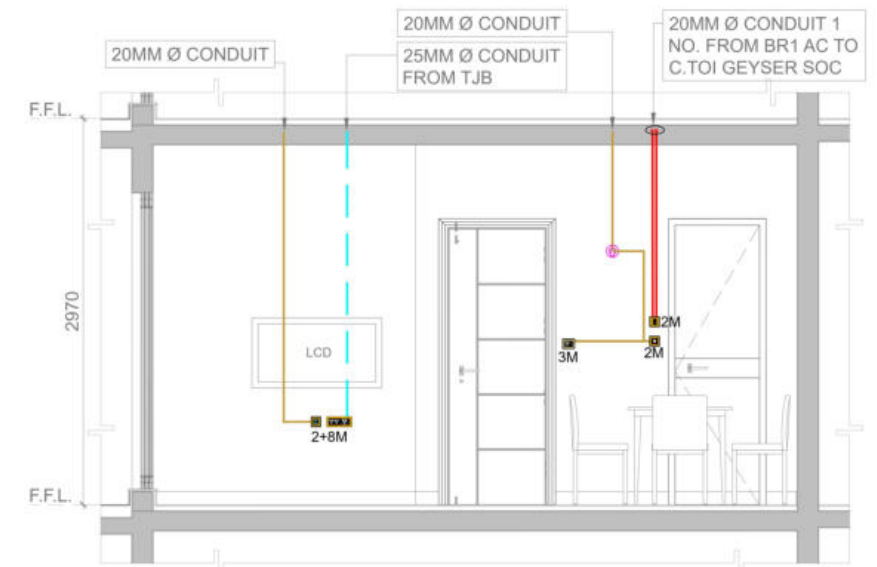 20MM Ø CONDUIT
20MM Ø CONDUIT
25MM Ø CONDUIT
FROM TJB
20MM Ø CONDUIT 1
NO. FROM BR1 AC TO
C.TOI GEYSER SOC
F.F.L.
2970
LCD
2M
3M
2M
2+8M
F.F.L.